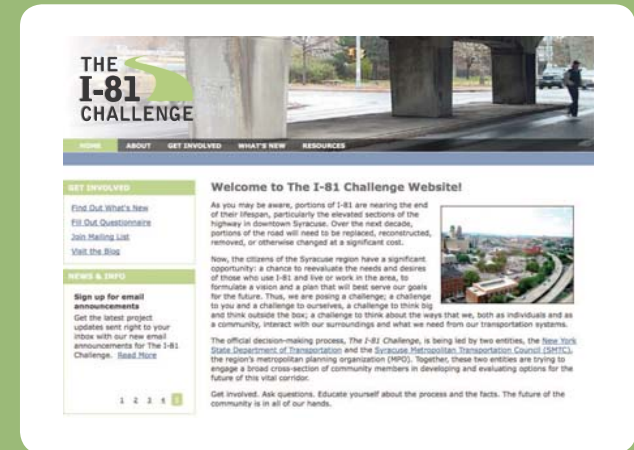 THE
I-81
CHALLENGE
HOME ABOUT GET INVOLVED WHAT'S NEW RESOURCES
GET INVOLVED
Find Out What's New
Fill Out Questionnaire
Join Mailing List
Visit the Blog
NEWS & INFO
Sign up for email
announcements
Get the latest project
updates sent right to your
inbox with our new email
announcements for The I-81
Challenge. Read More
1 2 3 4 5
Welcome to The I-81 Challenge Website!
As you may be aware, portions of I-81 are nearing the end
of their lifespan, particularly the elevated sections of the
highway in downtown Syracuse. Over the next decade,
portions of the road will need to be replaced, reconstructed,
removed, or otherwise changed at a significant cost.
Now, the citizens of the Syracuse region have a significant
opportunity: a chance to reevaluate the needs and desires
of those who use I-81 and live or work in the area, to
formulate a vision and a plan that will best serve our goals
for the future. Thus, we are posing a challenge; a challenge
to you and a challenge to ourselves, a challenge to think big
and think outside the box; a challenge to think about the ways that we, both as individuals and as
a community, interact with our surroundings and what we need from our transportation systems.
The official decision-making process, The I-81 Challenge, is being led by two entities, the New York
State Department of Transportation and the Syracuse Metropolitan Transportation Council (SMTC),
the region's metropolitan planning organization (MPO). Together, these two entities are trying to
engage a broad cross-section of community members in developing and evaluating options for the
future of this vital corridor.
Get involved. Ask questions. Educate yourself about the process and the facts. The future of the
community is in all of our hands.